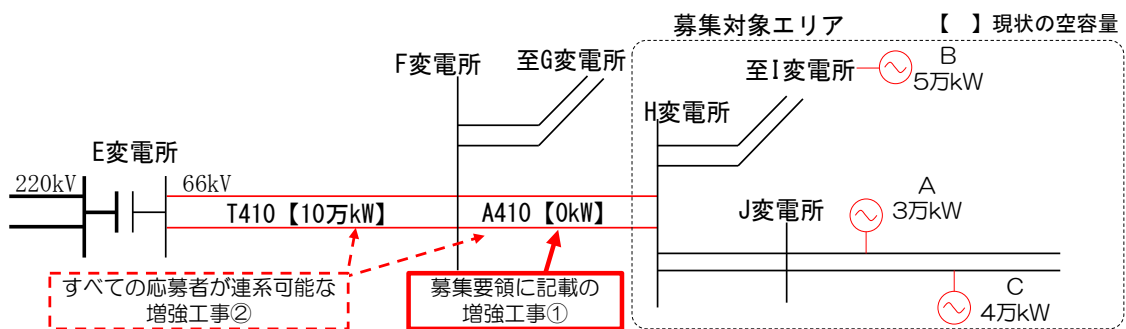 募集対象エリア
【 】現状の空容量
F変電所
至G変電所
至I変電所
B
5万kW
H変電所
E変電所
220kV
66kV
T410【10万kW】
A410【0kW】
J変電所
A
3万kW
C
4万kW
すべての応募者が連系可能な
増強工事②
募集要領に記載の
増強工事①